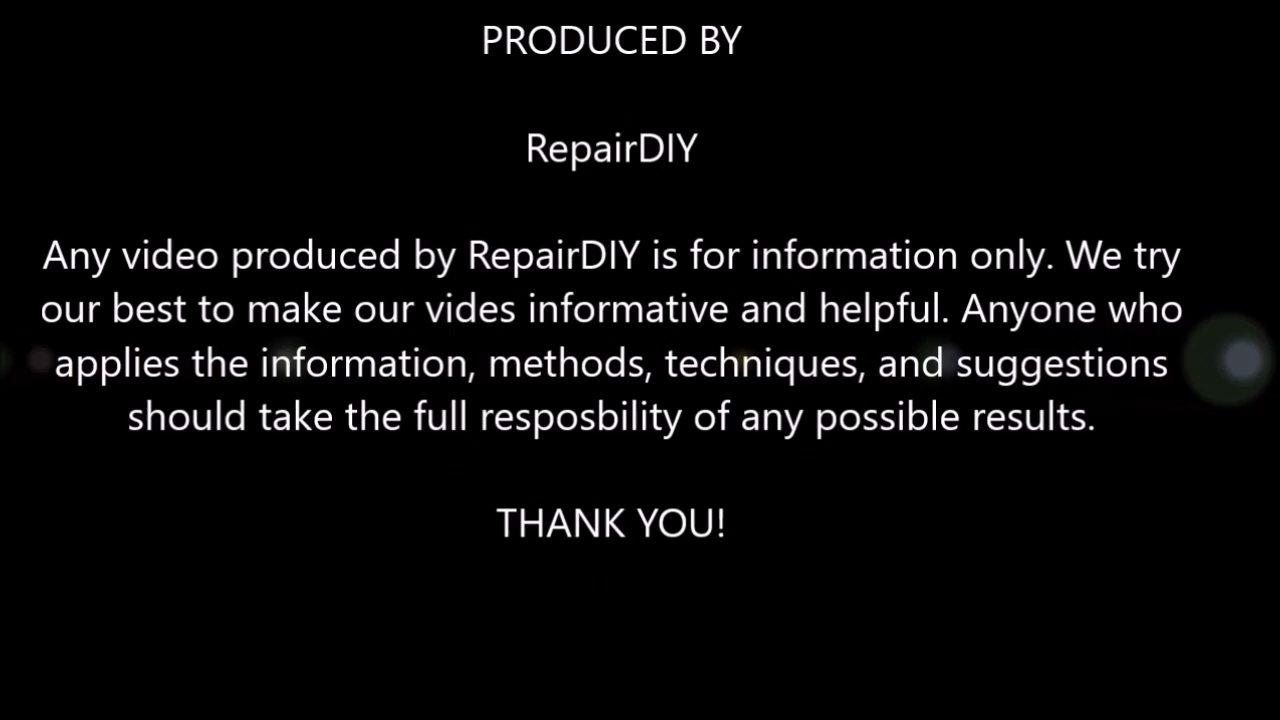 PRODUCED BY
RepairDIY
Any video produced by RepairDIY is for information only. We try
our best to make our vides informative and helpful. Anyone who
applies the information, methods, techniques, and suggestions
should take the full resposbility of any possible results.
THANK YOU!